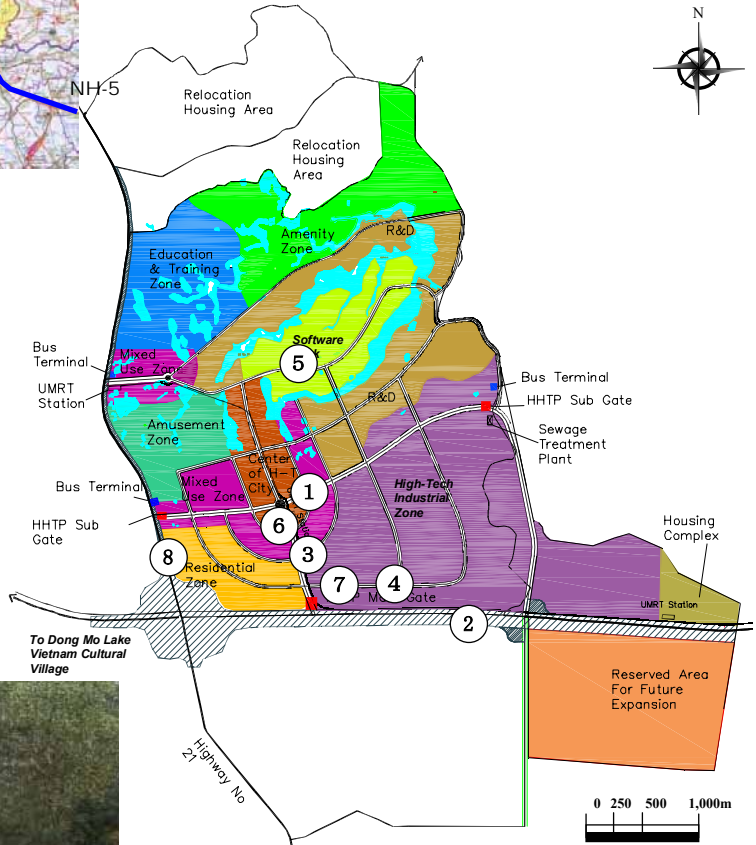 NH-5
N
Relocation
Housing Area
Relocation
Housing
Area
Amenity
Zone
R&D
Education
& Training
Zone
Software
5
Bus
Terminal
Mixed
Use Zone
UMRT
Station
Bus Terminal
HHTP Sub Gate
R&D
Sewage
Treatment
Plant
Amusement
Zone
Center
of H-T
City
Mixed
Use Zone
High-Tech
Industrial
Zone
Bus Terminal
1
6
HHTP Sub
Gate
3
Housing
Complex
8
Residential
Zone
7
4
Gate
UMRT Station
2
To Dong Mo Lake
Vietnam Cultural
Village
Reserved Area
For Future
Expansion
Highway No
21
0 250 500 1,000m